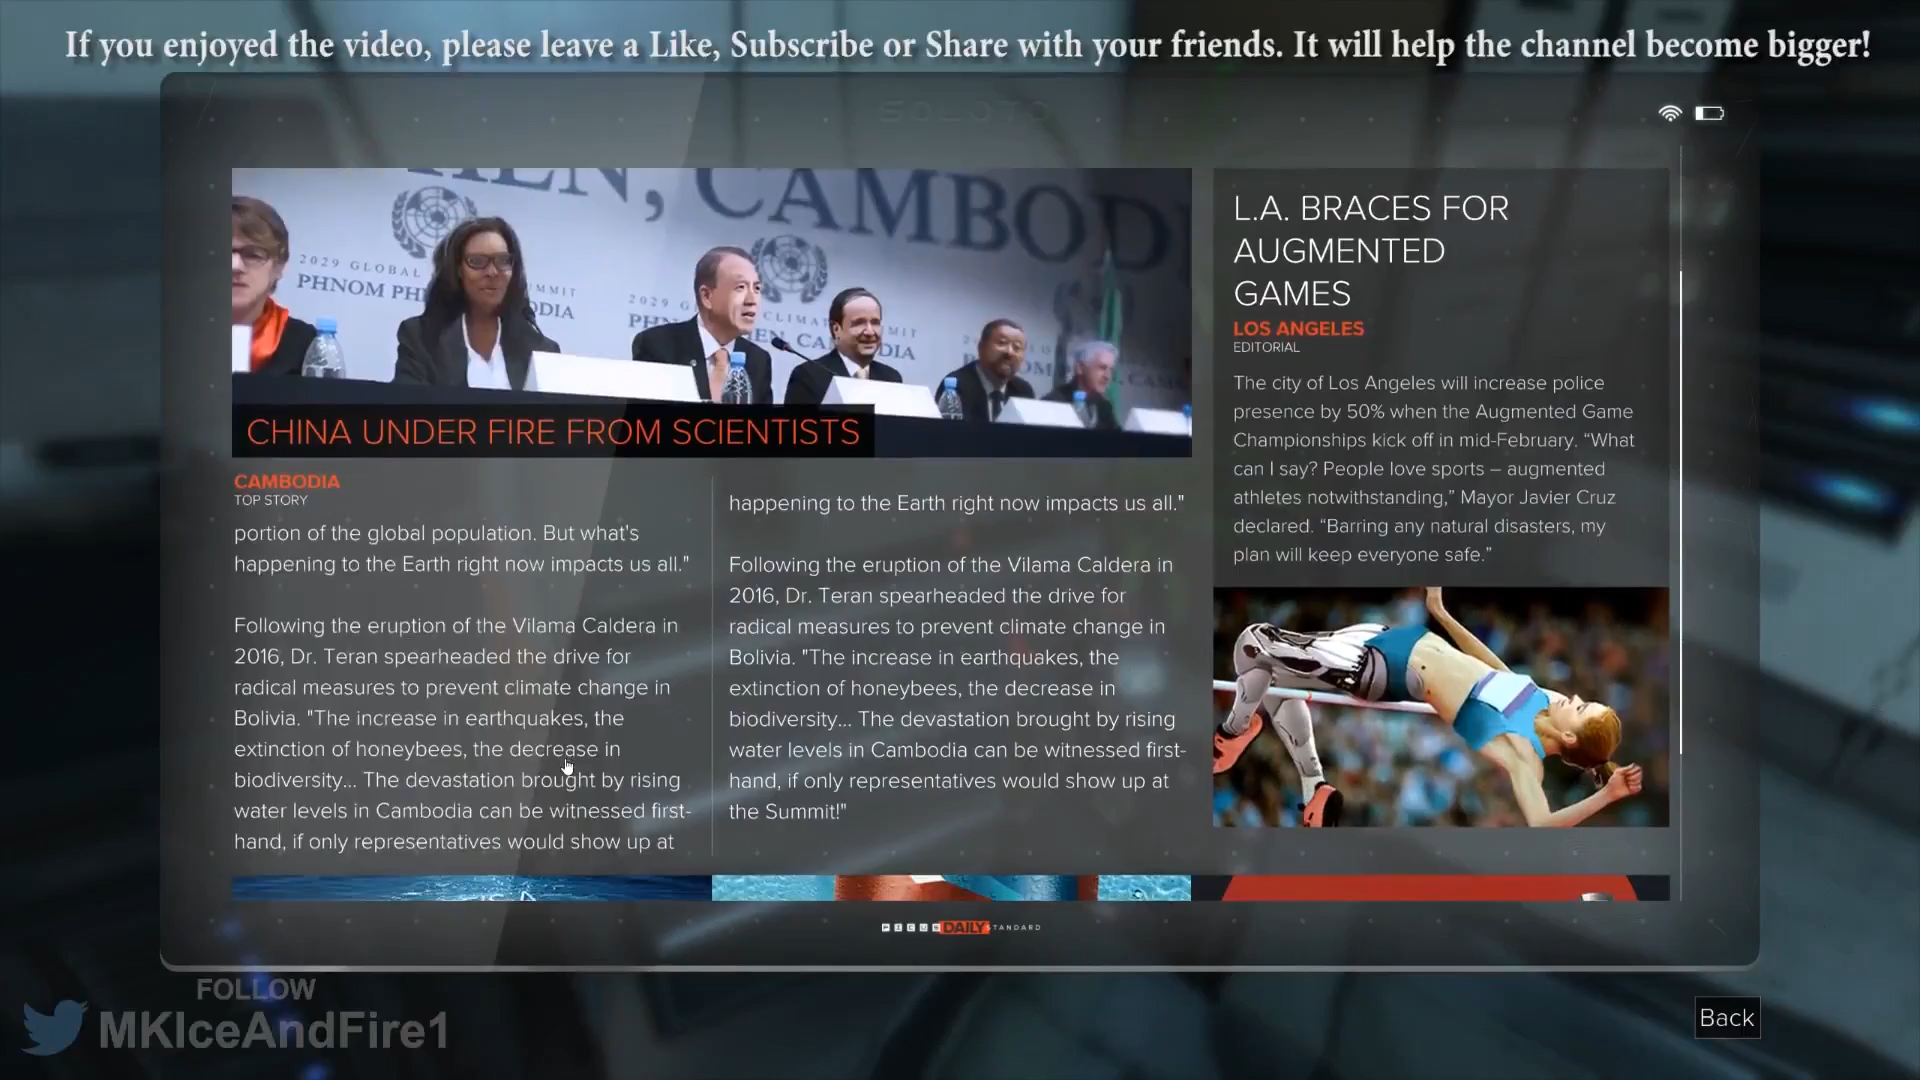 If you enjoyed the video, please leave a Like, Subscribe or Share with your friends. It will help the channel become bigger!
SOLOTO
HEN, CAMBOD
2029 GLOBAL
SUMMIT
PHNOM PH
ODIA
2029 G
CLIMATE SUMMIT
CAMBODIA
CHINA UNDER FIRE FROM SCIENTISTS
CAMBODIA
TOP STORY
portion of the global population. But what's
happening to the Earth right now impacts us all."
Following the eruption of the Vilama Caldera in
2016, Dr. Teran spearheaded the drive for
radical measures to prevent climate change in
Bolivia. "The increase in earthquakes, the
extinction of honeybees, the decrease in
biodiversity... The devastation brought by rising
water levels in Cambodia can be witnessed first-
hand, if only representatives would show up at
happening to the Earth right now impacts us all."
Following the eruption of the Vilama Caldera in
2016, Dr. Teran spearheaded the drive for
radical measures to prevent climate change in
Bolivia. "The increase in earthquakes, the
extinction of honeybees, the decrease in
biodiversity... The devastation brought by rising
water levels in Cambodia can be witnessed first-
hand, if only representatives would show up at
the Summit!"
L.A. BRACES FOR
AUGMENTED
GAMES
LOS ANGELES
EDITORIAL
The city of Los Angeles will increase police
presence by 50% when the Augmented Game
Championships kick off in mid-February. “What
can I say? People love sports – augmented
athletes notwithstanding,” Mayor Javier Cruz
declared. “Barring any natural disasters, my
plan will keep everyone safe.”
PICUS DAILY STANDARD
FOLLOW
MKIceAndFire1
Back